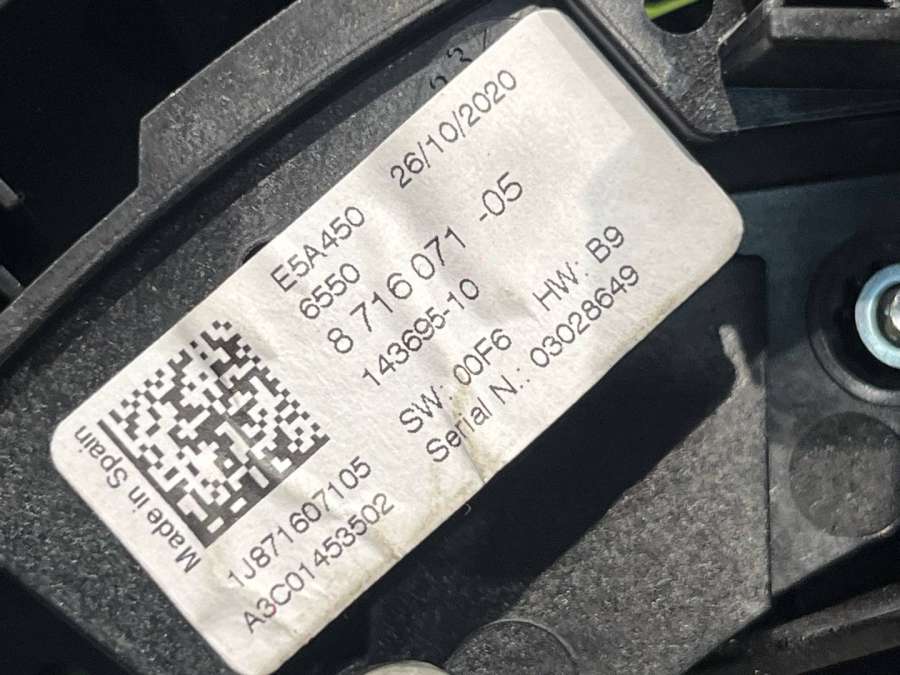 E5A450 26/10/2020
6550
8 716 071 -05
143695-10
SW: 00F6 HW: B9
Serial N.: 03028649
Made in Spain
1J871607105
A3C01453502